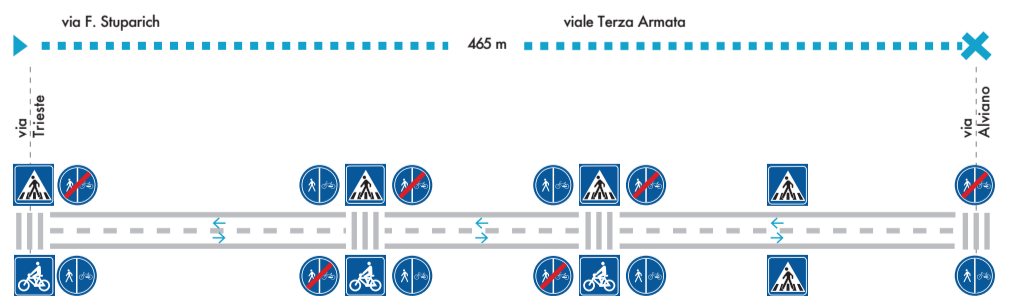 via F. Stuparich
viale Terza Armata
465 m
via
Trieste
via
Alviano